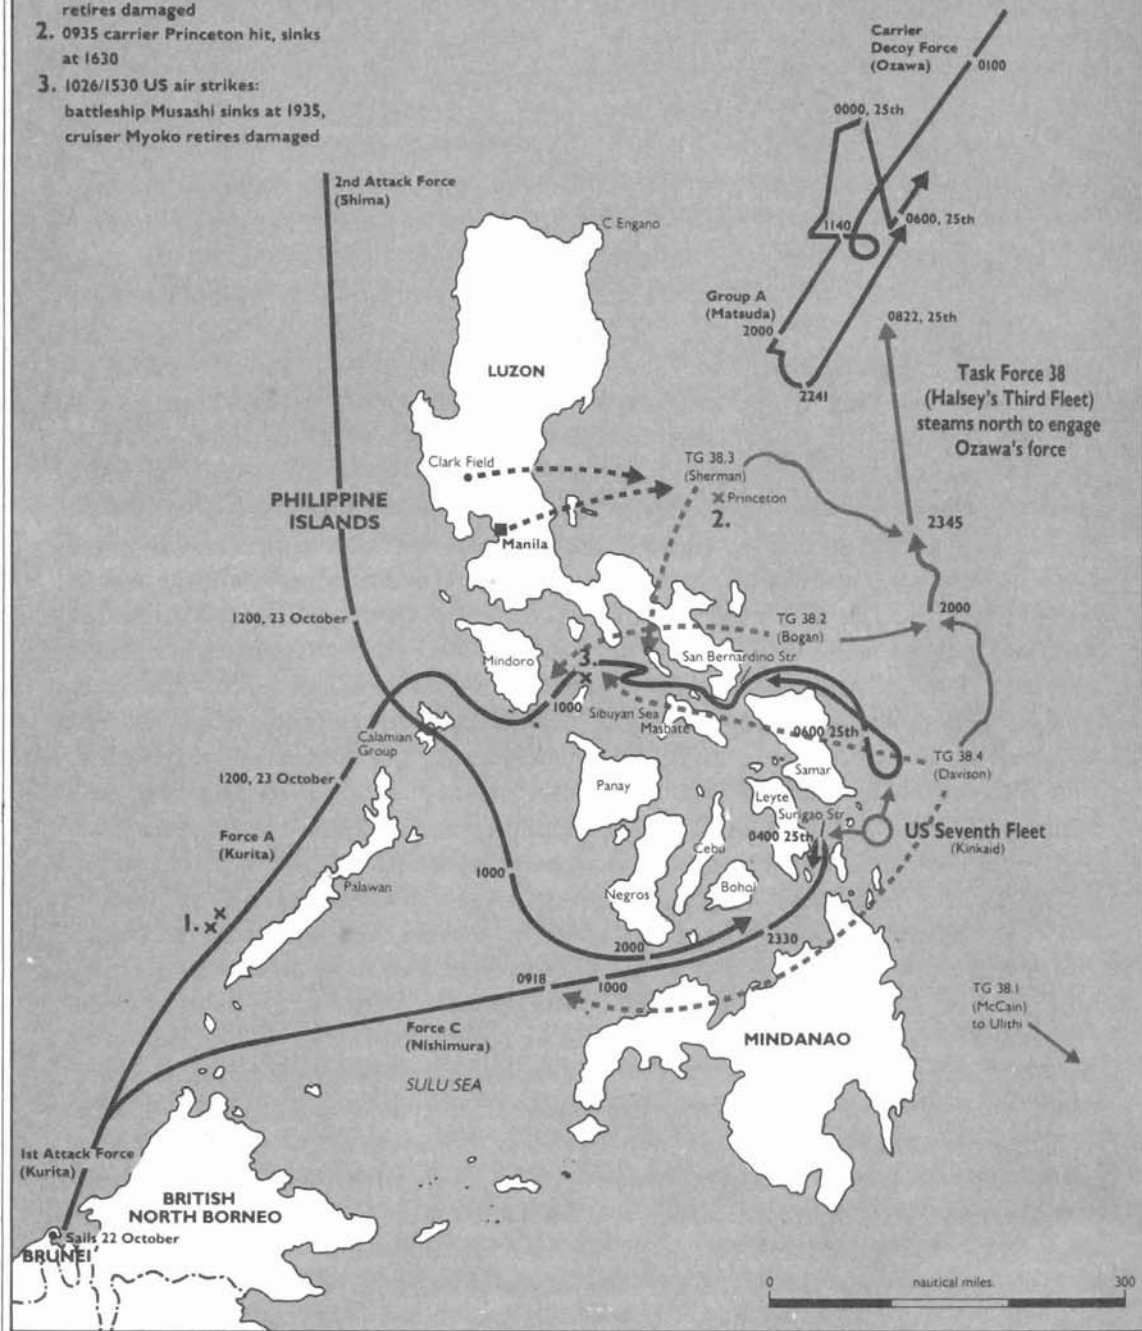 retires damaged
2. 0935 carrier Princeton hit, sinks
at 1630
3. 1026/1530 US air strikes:
battleship Musashi sinks at 1935,
cruiser Myoko retires damaged
Carrier
Decoy Force
(Ozawa)
0100
0000, 25th
2nd Attack Force
(Shima)
C Engano
1140
0600, 25th
Group A
(Matsuda)
2000
0822, 25th
LUZON
2241
Task Force 38
(Halsey's Third Fleet)
steams north to engage
Ozawa's force
Clark Field
TG 38.3
(Sherman)
Princeton
2.
PHILIPPINE
ISLANDS
2345
Manila
1200, 23 October
TG 38.2
(Bogan)
2000
Mindoro
3.
San Bernardino Str
1000
Sibuyan Sea
Masbate
0600 25th
Calamian
Group
TG 38.4
(Davison)
1200, 23 October
Panay
Samar
Leyte
Surigao Str
0400 25th
US Seventh Fleet
(Kinkaid)
Force A
(Kurita)
Cebu
1000
Palawan
Negros
Bohol
1.
2000
2330
0918
1000
TG 38.1
(McCain)
to Ulithi
Force C
(Nishimura)
MINDANAO
SULU SEA
1st Attack Force
(Kurita)
BRITISH
NORTH BORNEO
Sails 22 October
BRUNEI
0
nautical miles
300